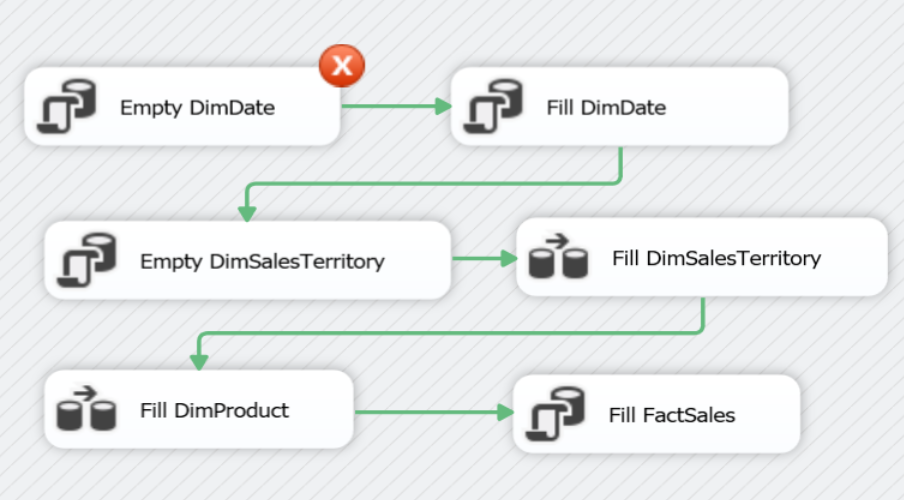 Empty DimDate
Fill DimDate
Empty DimSalesTerritory
Fill DimSalesTerritory
Fill DimProduct
Fill FactSales